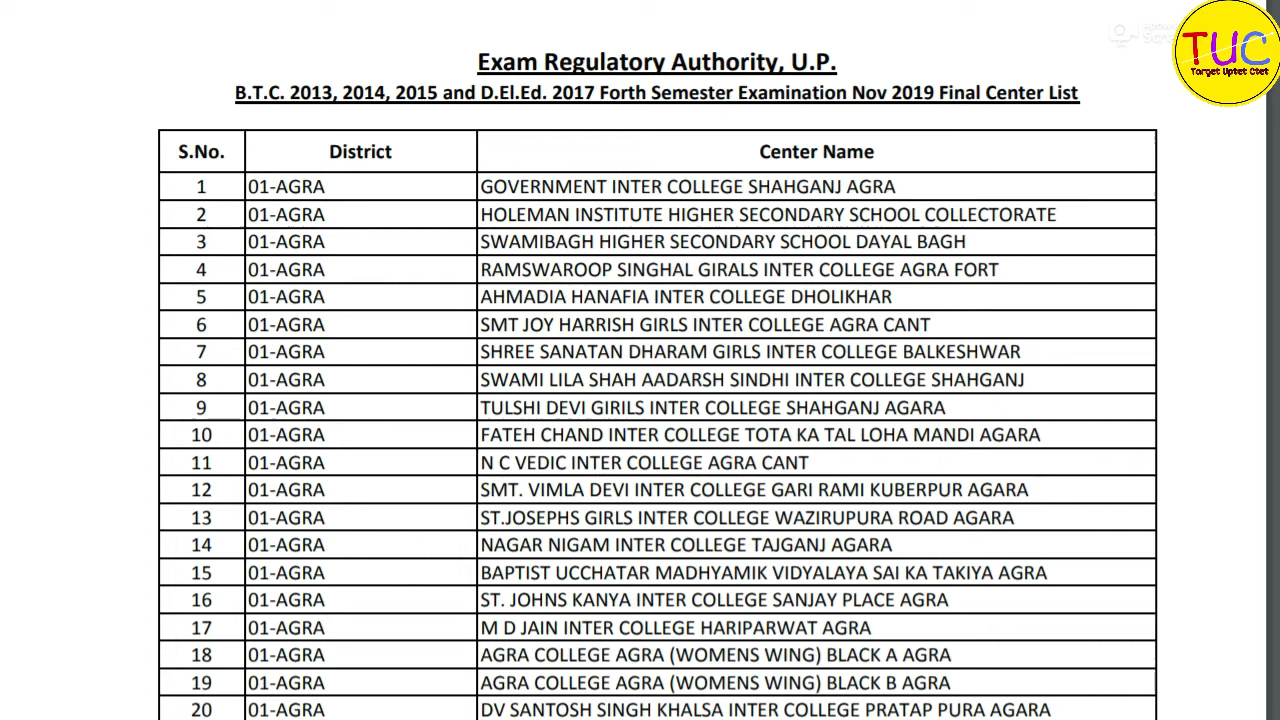 TUC
Target Uptet Ctet
Exam Regulatory Authority, U.P.
B.T.C. 2013, 2014, 2015 and D.El.Ed. 2017 Forth Semester Examination Nov 2019 Final Center List
S.No. District Center Name
1 01-AGRA GOVERNMENT INTER COLLEGE SHAHGANJ AGRA
2 01-AGRA HOLEMAN INSTITUTE HIGHER SECONDARY SCHOOL COLLECTORATE
3 01-AGRA SWAMIBAGH HIGHER SECONDARY SCHOOL DAYAL BAGH
4 01-AGRA RAMSWAROOP SINGHAL GIRALS INTER COLLEGE AGRA FORT
5 01-AGRA AHMADIA HANAFIA INTER COLLEGE DHOLIKHAR
6 01-AGRA SMT JOY HARRISH GIRLS INTER COLLEGE AGRA CANT
7 01-AGRA SHREE SANATAN DHARAM GIRLS INTER COLLEGE BALKESHWAR
8 01-AGRA SWAMI LILA SHAH AADARSH SINDHI INTER COLLEGE SHAHGANJ
9 01-AGRA TULSHI DEVI GIRILS INTER COLLEGE SHAHGANJ AGARA
10 01-AGRA FATEH CHAND INTER COLLEGE TOTA KA TAL LOHA MANDI AGARA
11 01-AGRA N C VEDIC INTER COLLEGE AGRA CANT
12 01-AGRA SMT. VIMLA DEVI INTER COLLEGE GARI RAMI KUBERPUR AGARA
13 01-AGRA ST.JOSEPHS GIRLS INTER COLLEGE WAZIRUPURA ROAD AGARA
14 01-AGRA NAGAR NIGAM INTER COLLEGE TAJGANJ AGARA
15 01-AGRA BAPTIST UCCHATAR MADHYAMIK VIDYALAYA SAI KA TAKIYA AGRA
16 01-AGRA ST. JOHNS KANYA INTER COLLEGE SANJAY PLACE AGRA
17 01-AGRA M D JAIN INTER COLLEGE HARIPARWAT AGRA
18 01-AGRA AGRA COLLEGE AGRA (WOMENS WING) BLACK A AGRA
19 01-AGRA AGRA COLLEGE AGRA (WOMENS WING) BLACK B AGRA
20 01-AGRA DV SANTOSH SINGH KHALSA INTER COLLEGE PRATAP PURA AGARA